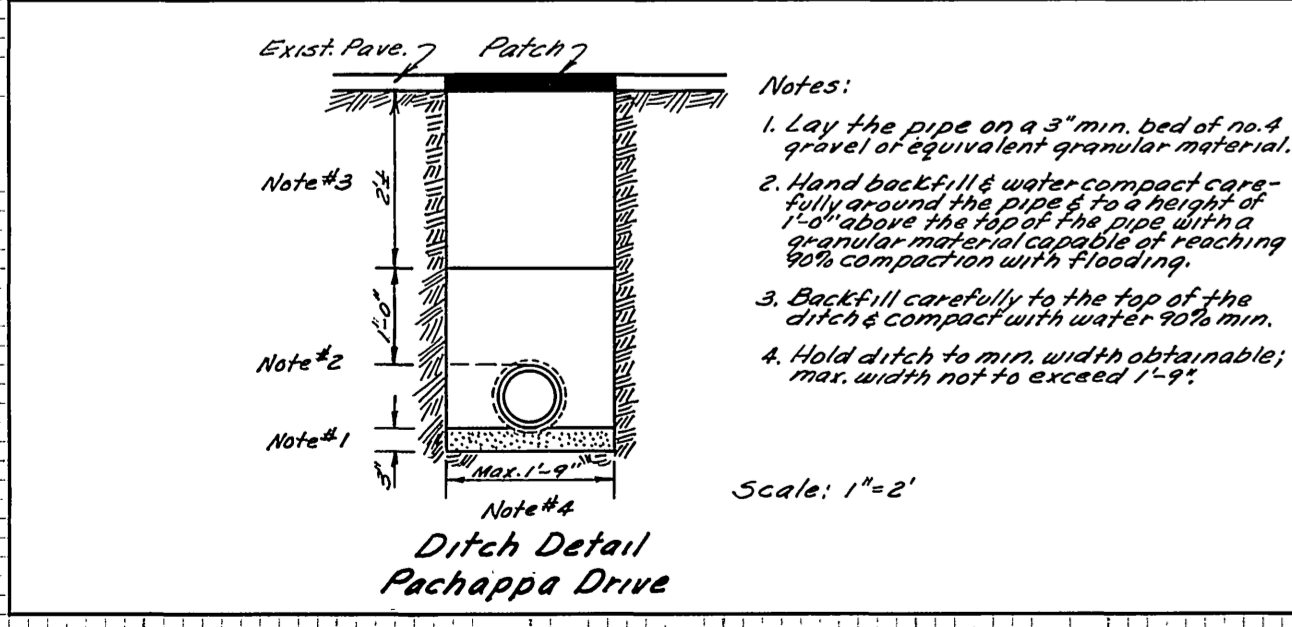 Exist. Pave.
Patch
Note #3
2'±
1'-0"
Note #2
Note #1
3"
Max. 1'-9"
Note #4
Ditch Detail
Pachappa Drive
Notes:
1. Lay the pipe on a 3" min. bed of no.4
gravel or equivalent granular material.
2. Hand backfill & water compact care-
fully around the pipe & to a height of
1'-0" above the top of the pipe with a
granular material capable of reaching
90% compaction with flooding.
3. Backfill carefully to the top of the
ditch & compact with water 90% min.
4. Hold ditch to min. width obtainable;
max. width not to exceed 1'-9".
Scale: 1"=2'